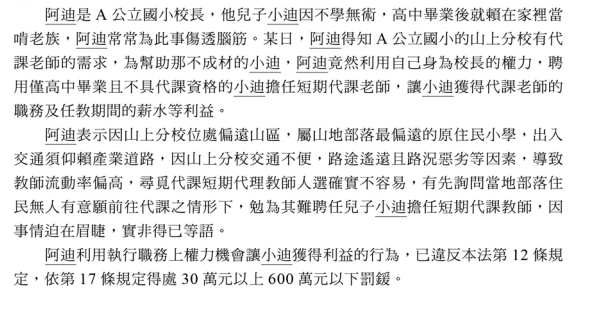 阿迪是 A 公立國小校長，他兒子小迪因不學無術，高中畢業後就賴在家裡當
啃老族，阿迪常常為此事傷透腦筋。某日，阿迪得知 A 公立國小的山上分校有代
課老師的需求，為幫助那不成材的小迪，阿迪竟然利用自己身為校長的權力，聘
用僅高中畢業且不具代課資格的小迪擔任短期代課老師，讓小迪獲得代課老師的
職務及任教期間的薪水等利益。
阿迪表示因山上分校位處偏遠山區，屬山地部落最偏遠的原住民小學，出入
交通須仰賴產業道路，因山上分校交通不便，路途遙遠且路況惡劣等因素，導致
教師流動率偏高，尋覓代課短期代理教師人選確實不容易，有先詢問當地部落住
民無人有意願前往代課之情形下，勉為其難聘任兒子小迪擔任短期代課教師，因
事情迫在眉睫，實非得已等語。
阿迪利用執行職務上權力機會讓小迪獲得利益的行為，已違反本法第 12 條規
定，依第 17 條規定得處 30 萬元以上 600 萬元以下罰鍰。